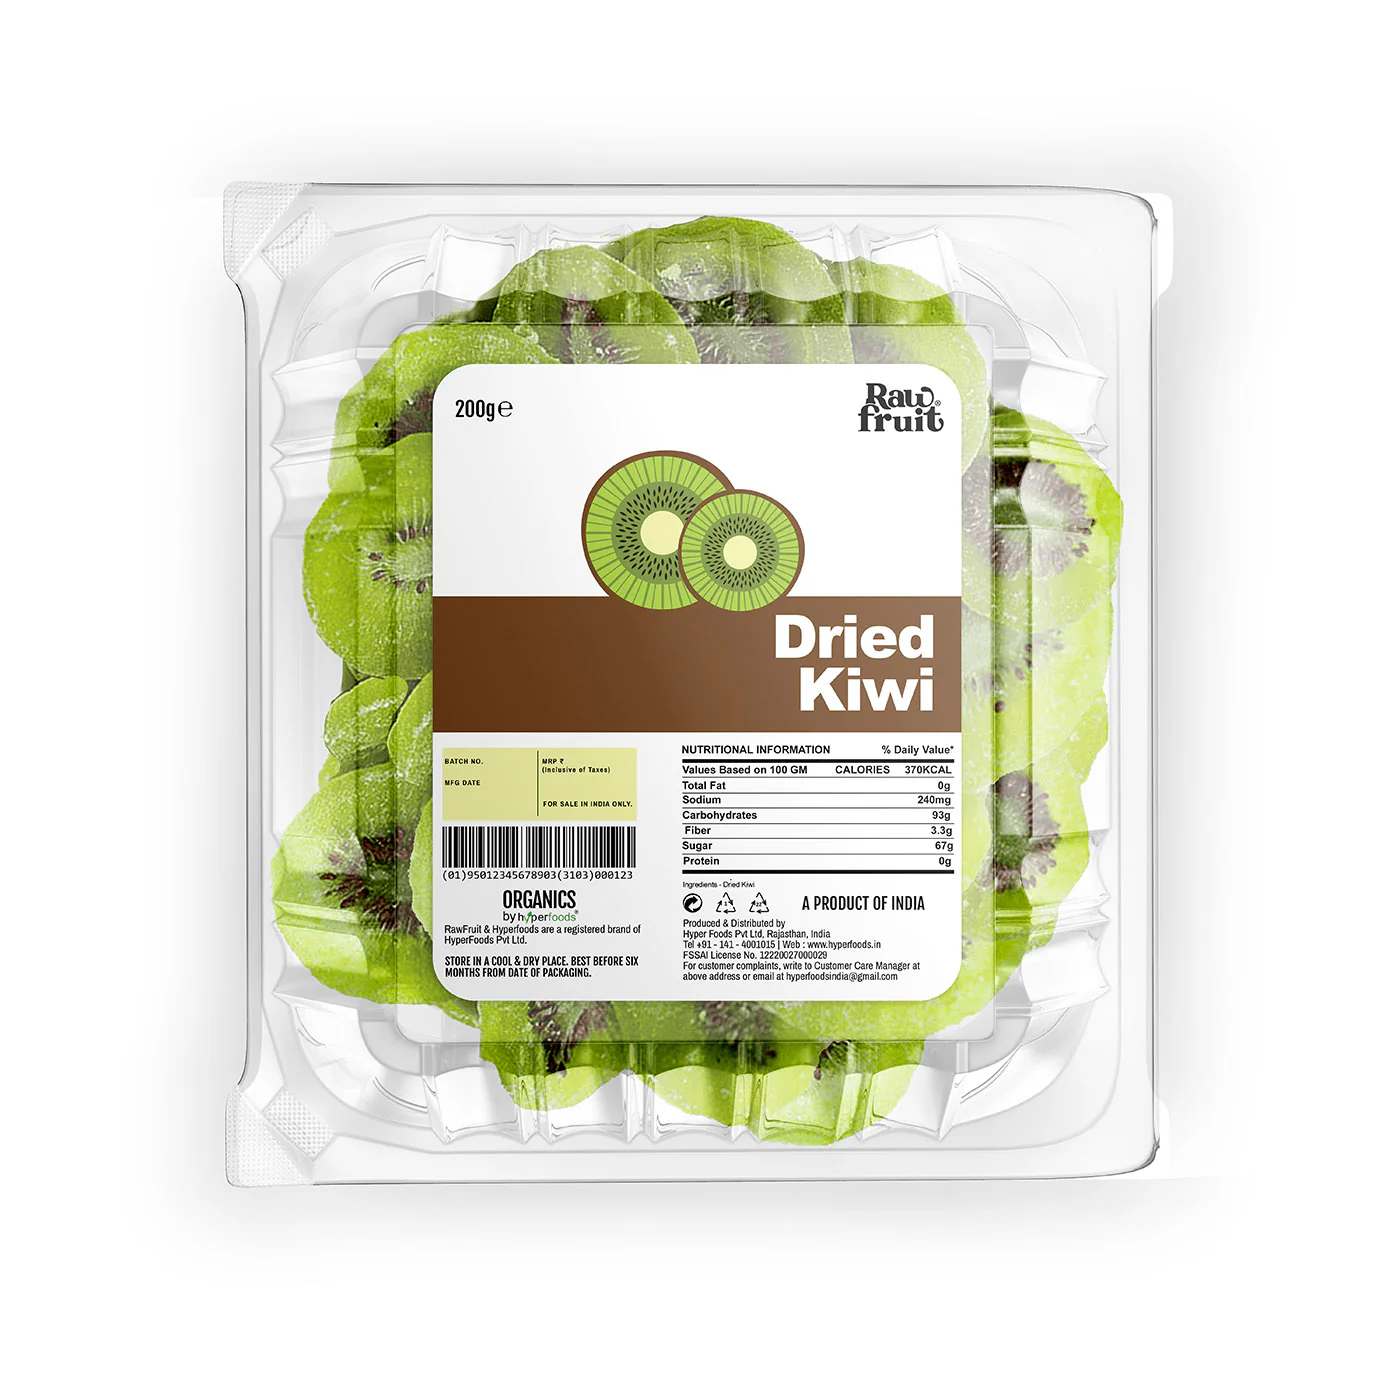 200g℮
Raw
fruit®
Dried
Kiwi
BATCH NO.
MFG DATE
MRP ₹
(Inclusive of Taxes)
FOR SALE IN INDIA ONLY.
(01)95012345678903(3103)000123
ORGANICS
by hyperfoods®
RawFruit & Hyperfoods are a registered brand of
HyperFoods Pvt Ltd.
STORE IN A COOL & DRY PLACE. BEST BEFORE SIX
MONTHS FROM DATE OF PACKAGING.
NUTRITIONAL INFORMATION % Daily Value*
Values Based on 100 GM CALORIES 370KCAL
Total Fat 0g
Sodium 240mg
Carbohydrates 93g
Fiber 3.3g
Sugar 67g
Protein 0g
Ingredients - Dried Kiwi
A PRODUCT OF INDIA
Produced & Distributed by
Hyper Foods Pvt Ltd, Rajasthan, India
Tel +91 - 141 - 4001015 | Web : www.hyperfoods.in
FSSAI License No. 12220027000029
For customer complaints, write to Customer Care Manager at
above address or email at hyperfoodsindia@gmail.com